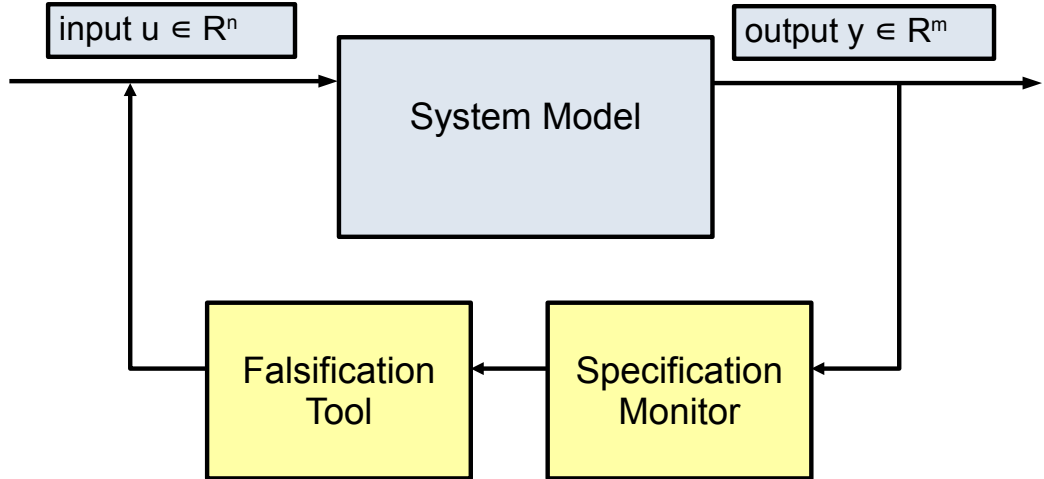 input u ∈ Rⁿ
output y ∈ Rᵐ
System Model
Falsification
Tool
Specification
Monitor